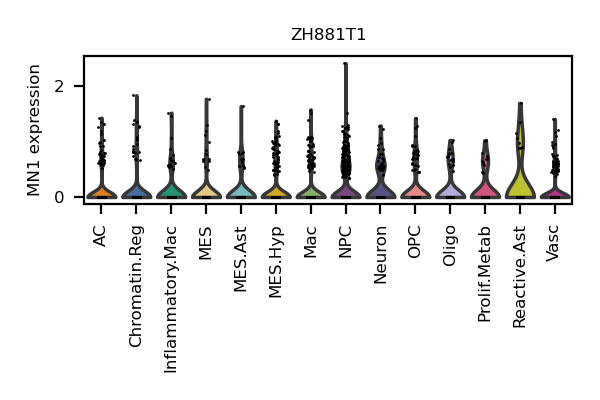 ZH881T1
MN1 expression
2
0
AC
Chromatin.Reg
Inflammatory.Mac
MES
MES.Ast
MES.Hyp
Mac
NPC
Neuron
OPC
Oligo
Prolif.Metab
Reactive.Ast
Vasc